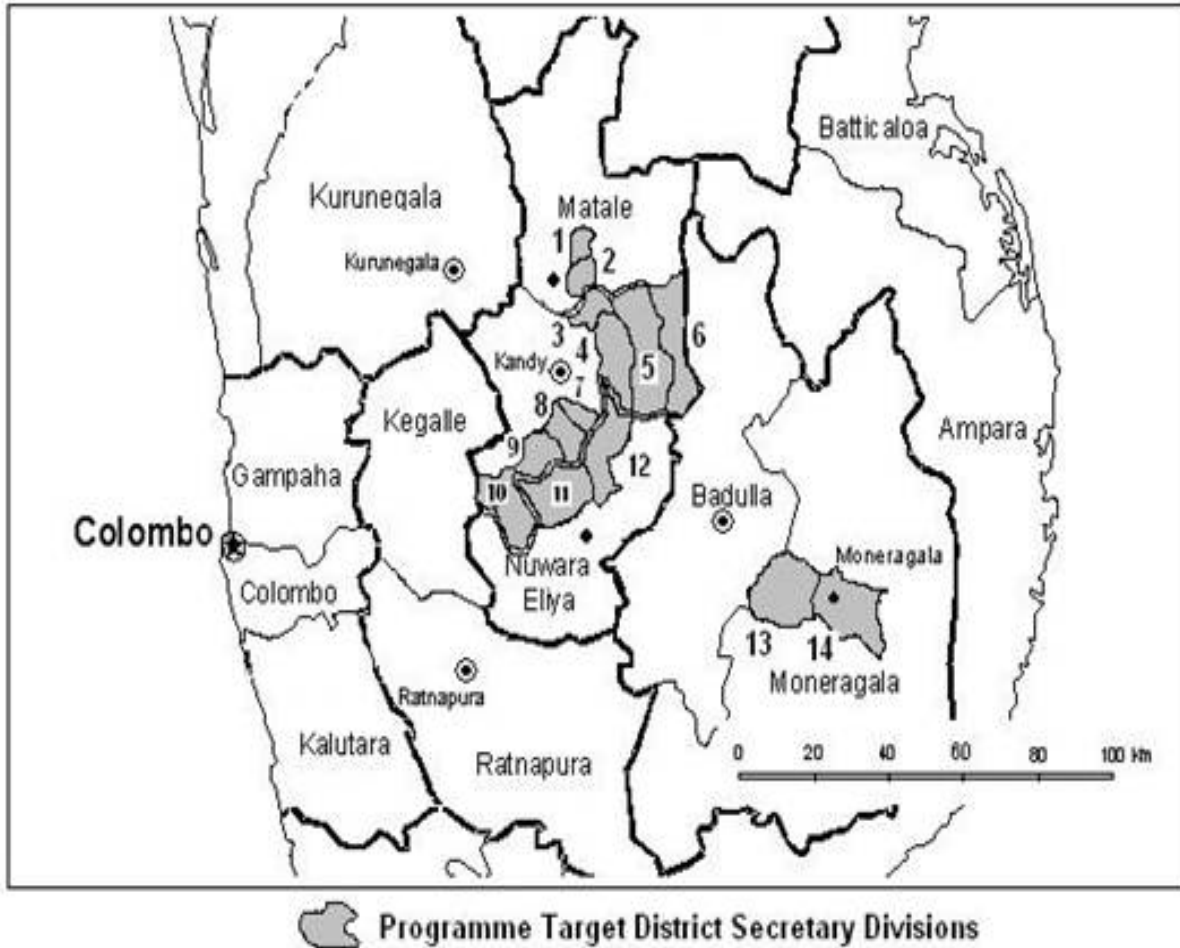 Batticaloa
Kuruneqala
Matale
1
2
Kurunegala
3
4
6
Kandy
5
7
8
Kegalle
Ampara
9
12
Gampaha
10
11
Badulla
Colombo
Moneragala
Nuwara
Eliya
Colombo
13
14
Moneragala
Ratnapura
Kalutara
Ratnapura
0 20 40 60 80 100 Km
Programme Target District Secretary Divisions